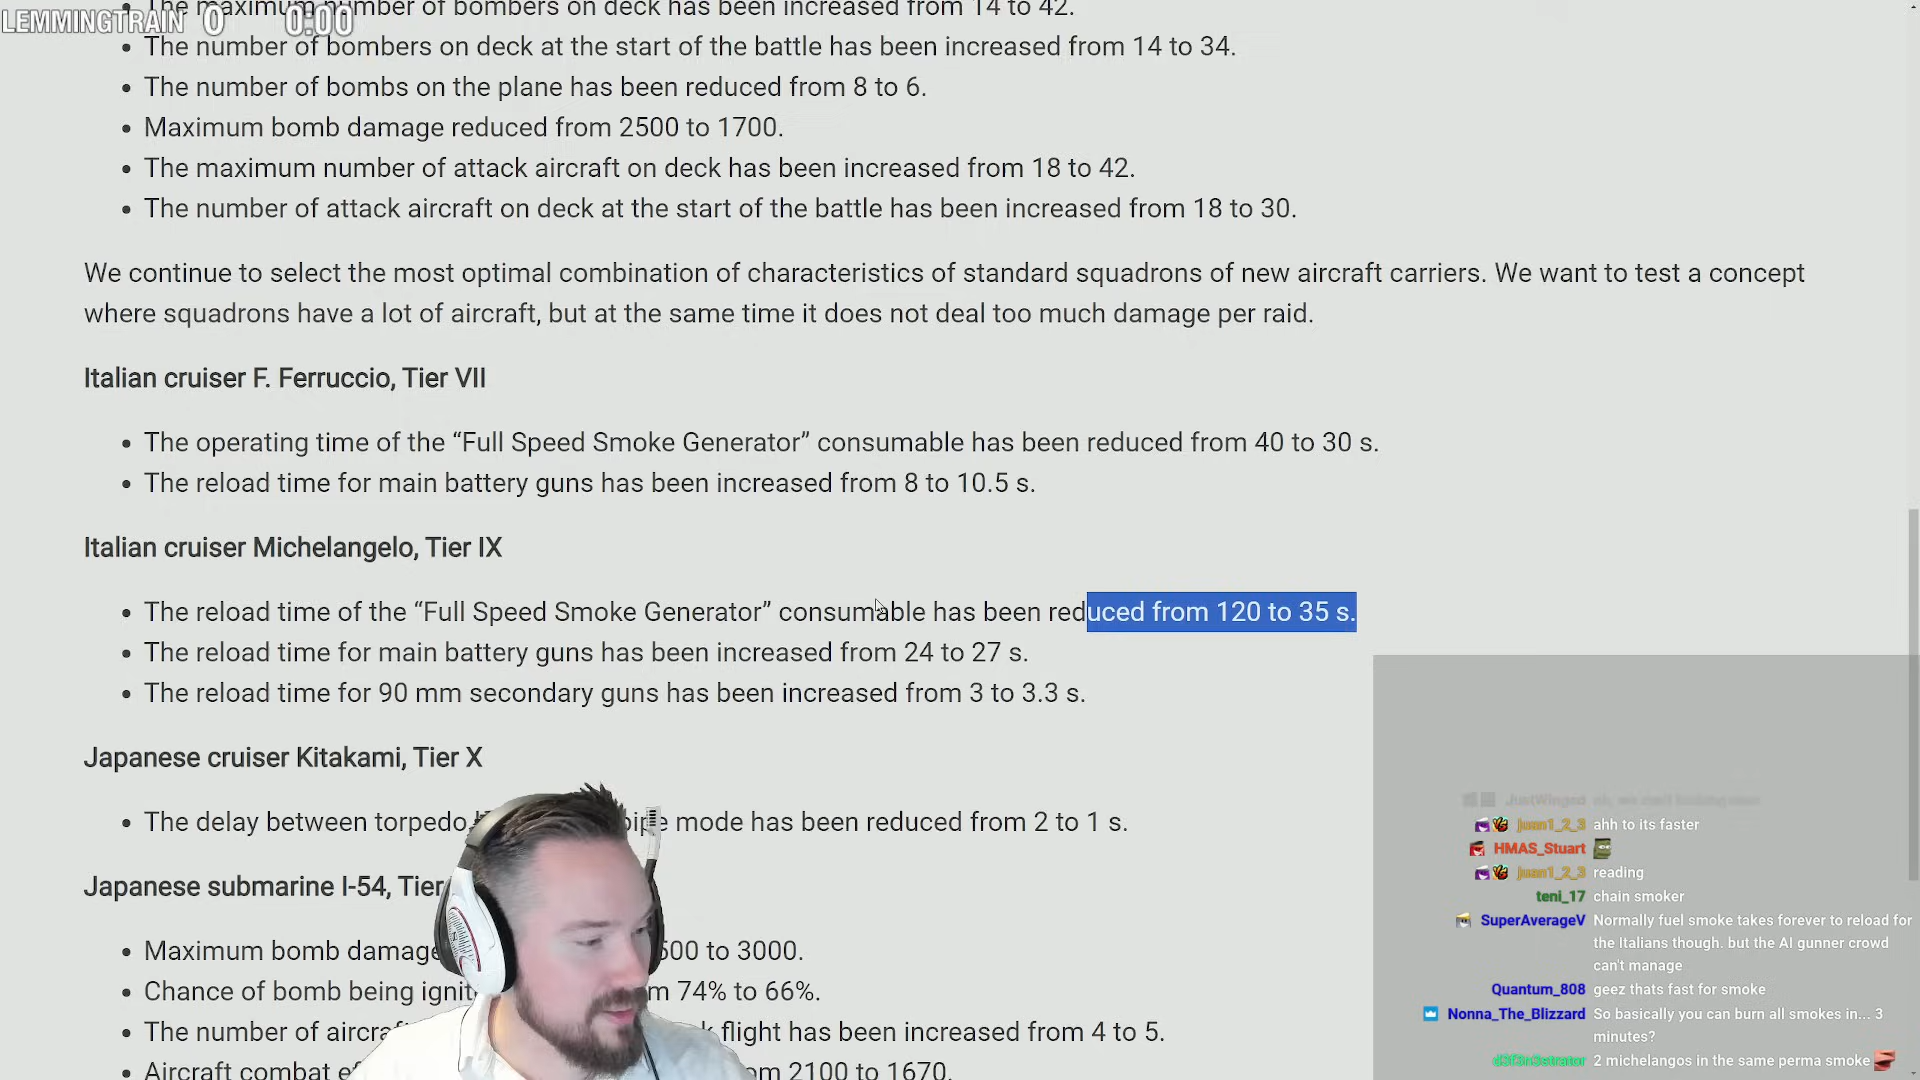 The maximum number of bombers on deck has been increased from 14 to 42.
LEMMINGTRAIN 0 0:00
• The number of bombers on deck at the start of the battle has been increased from 14 to 34.
• The number of bombs on the plane has been reduced from 8 to 6.
• Maximum bomb damage reduced from 2500 to 1700.
• The maximum number of attack aircraft on deck has been increased from 18 to 42.
• The number of attack aircraft on deck at the start of the battle has been increased from 18 to 30.
We continue to select the most optimal combination of characteristics of standard squadrons of new aircraft carriers. We want to test a concept
where squadrons have a lot of aircraft, but at the same time it does not deal too much damage per raid.
Italian cruiser F. Ferruccio, Tier VII
• The operating time of the “Full Speed Smoke Generator” consumable has been reduced from 40 to 30 s.
• The reload time for main battery guns has been increased from 8 to 10.5 s.
Italian cruiser Michelangelo, Tier IX
• The reload time of the “Full Speed Smoke Generator” consumable has been reduced from 120 to 35 s.
• The reload time for main battery guns has been increased from 24 to 27 s.
• The reload time for 90 mm secondary guns has been increased from 3 to 3.3 s.
Japanese cruiser Kitakami, Tier X
• The delay between torpedo mode has been reduced from 2 to 1 s.
Japanese submarine I-54, Tier
• Maximum bomb damage 500 to 3000.
• Chance of bomb being 74% to 66%.
• The number of flight has been increased from 4 to 5.
Aircraft combat 2100 to 1670.
JustWinged
juan1_2_3 ahh to its faster
HMAS_Stuart
juan1_2_3 reading
teni_17 chain smoker
SuperAverageV Normally fuel smoke takes forever to reload for
the Italians though. but the AI gunner crowd
can't manage
Quantum_808 geez thats fast for smoke
Nonna_The_Blizzard So basically you can burn all smokes in... 3
minutes?
d3f3n3strator 2 michelangos in the same perma smoke